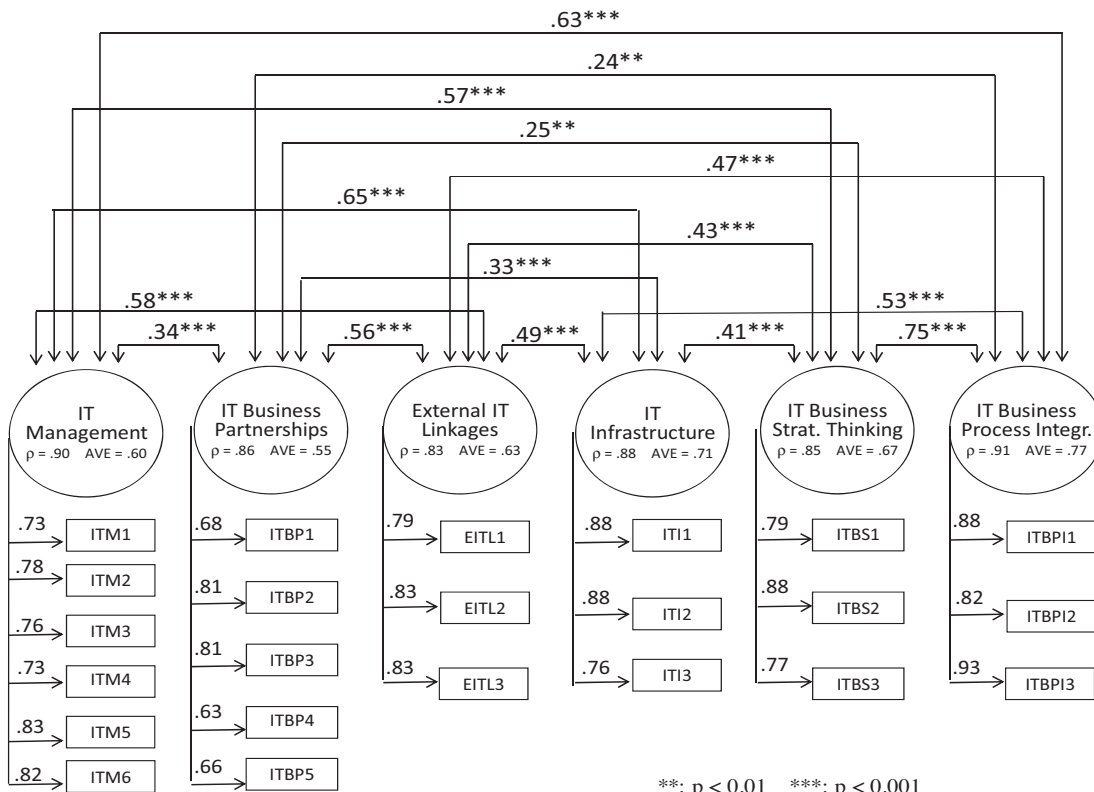 .63***
.24**
.57***
.25**
.47***
.65***
.43***
.33***
.58***
.53***
.34***
.56***
.49***
.41***
.75***
IT
Management
ρ = .90 AVE = .60
IT Business
Partnerships
ρ = .86 AVE = .55
External IT
Linkages
ρ = .83 AVE = .63
IT
Infrastructure
ρ = .88 AVE = .71
IT Business
Strat. Thinking
ρ = .85 AVE = .67
IT Business
Process Integr.
ρ = .91 AVE = .77
.73 ITM1
.78 ITM2
.76 ITM3
.73 ITM4
.83 ITM5
.82 ITM6
.68 ITBP1
.81 ITBP2
.81 ITBP3
.63 ITBP4
.66 ITBP5
.79 EITL1
.83 EITL2
.83 EITL3
.88 ITI1
.88 ITI2
.76 ITI3
.79 ITBS1
.88 ITBS2
.77 ITBS3
.88 ITBPI1
.82 ITBPI2
.93 ITBPI3
**: p < 0.01 ***: p < 0.001